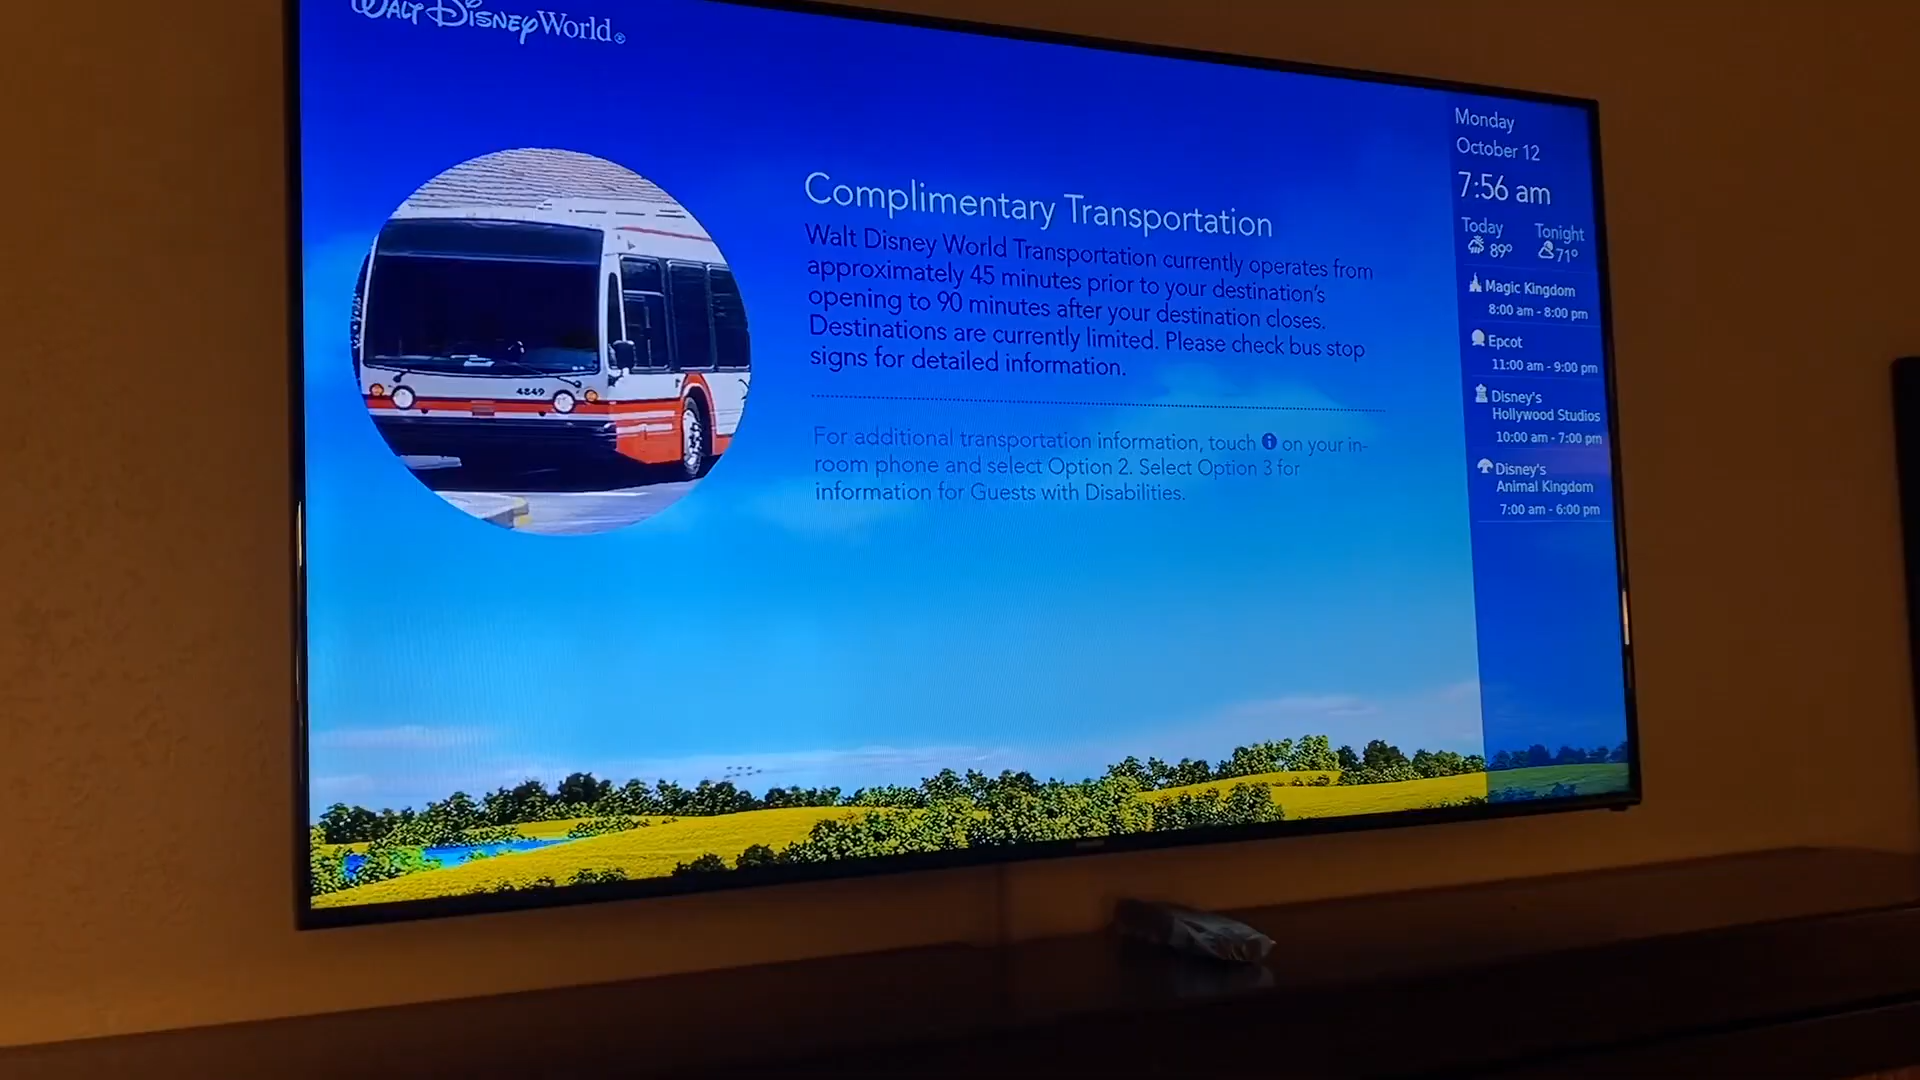 WALT DISNEY World®
Complimentary Transportation
Walt Disney World Transportation currently operates from
approximately 45 minutes prior to your destination's
opening to 90 minutes after your destination closes.
Destinations are currently limited. Please check bus stop
signs for detailed information.
For additional transportation information, touch i on your in-
room phone and select Option 2. Select Option 3 for
information for Guests with Disabilities.
4849
Monday
October 12
7:56 am
Today Tonight
89° 71°
Magic Kingdom
8:00 am - 8:00 pm
Epcot
11:00 am - 9:00 pm
Disney's
Hollywood Studios
10:00 am - 7:00 pm
Disney's
Animal Kingdom
7:00 am - 6:00 pm